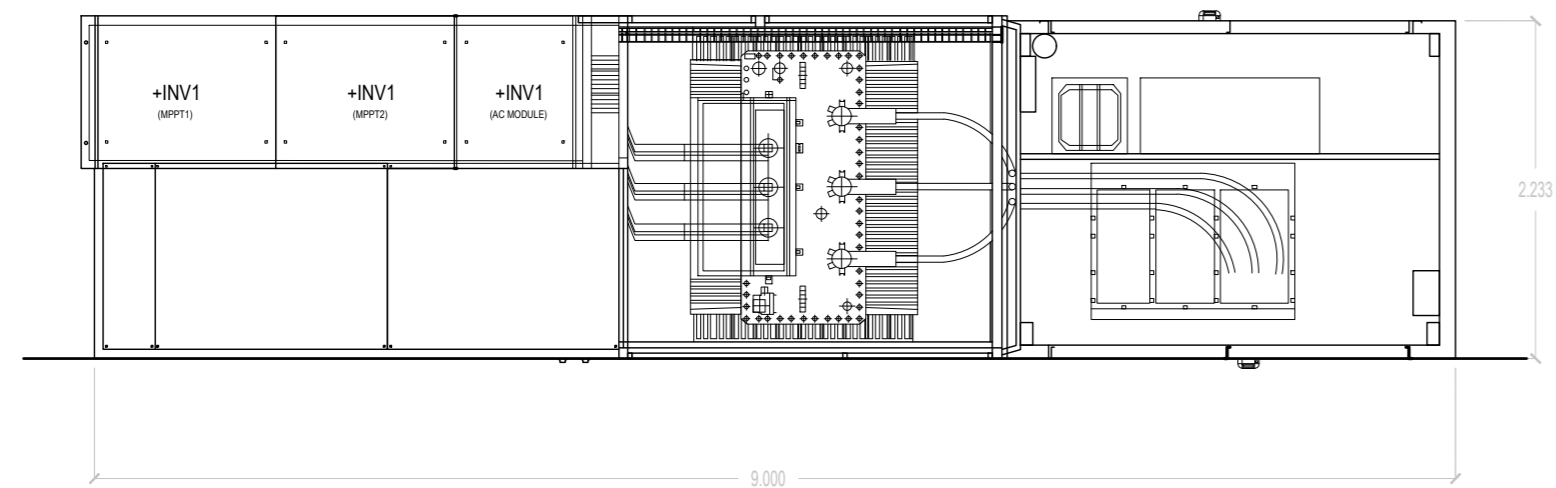 +INV1
(MPPT1)
+INV1
(MPPT2)
+INV1
(AC MODULE)
2.233
9.000